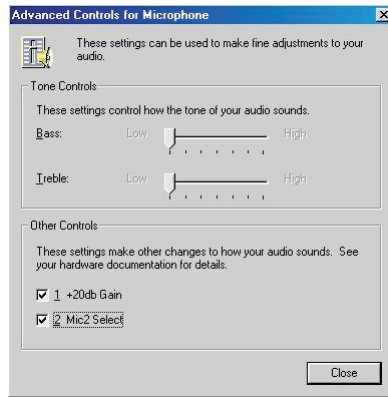 Advanced Controls for Microphone
These settings can be used to make fine adjustments to your
audio.
Tone Controls
These settings control how the tone of your audio sounds.
Bass: Low High
Treble: Low High
Other Controls
These settings make other changes to how your audio sounds. See
your hardware documentation for details.
1 +20db Gain
2 Mic2 Select
Close